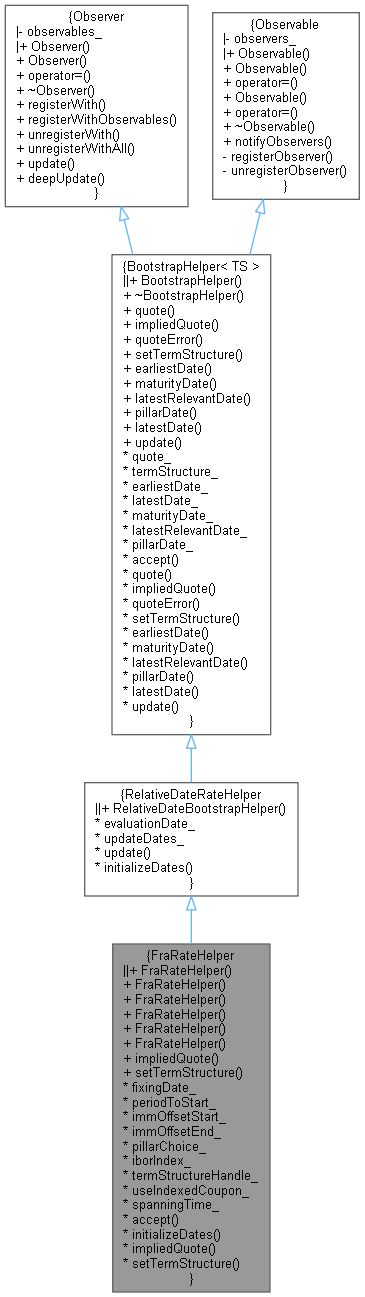 {Observer
|- observables_
|+ Observer()
+ Observer()
+ operator=()
+ ~Observer()
+ registerWith()
+ registerWithObservables()
+ unregisterWith()
+ unregisterWithAll()
+ update()
+ deepUpdate()
}
{Observable
|- observers_
|+ Observable()
+ Observable()
+ operator=()
+ Observable()
+ operator=()
+ ~Observable()
+ notifyObservers()
- registerObserver()
- unregisterObserver()
}
{BootstrapHelper< TS >
||+ BootstrapHelper()
+ ~BootstrapHelper()
+ quote()
+ impliedQuote()
+ quoteError()
+ setTermStructure()
+ earliestDate()
+ maturityDate()
+ latestRelevantDate()
+ pillarDate()
+ latestDate()
+ update()
* quote_
* termStructure_
* earliestDate_
* latestDate_
* maturityDate_
* latestRelevantDate_
* pillarDate_
* accept()
* quote()
* impliedQuote()
* quoteError()
* setTermStructure()
* earliestDate()
* maturityDate()
* latestRelevantDate()
* pillarDate()
* latestDate()
* update()
}
{RelativeDateRateHelper
||+ RelativeDateBootstrapHelper()
* evaluationDate_
* updateDates_
* update()
* initializeDates()
}
{FraRateHelper
||+ FraRateHelper()
+ FraRateHelper()
+ FraRateHelper()
+ FraRateHelper()
+ FraRateHelper()
+ FraRateHelper()
+ impliedQuote()
+ setTermStructure()
* fixingDate_
* periodToStart_
* immOffsetStart_
* immOffsetEnd_
* pillarChoice_
* iborIndex_
* termStructureHandle_
* useIndexedCoupon_
* spanningTime_
* accept()
* initializeDates()
* impliedQuote()
* setTermStructure()
}